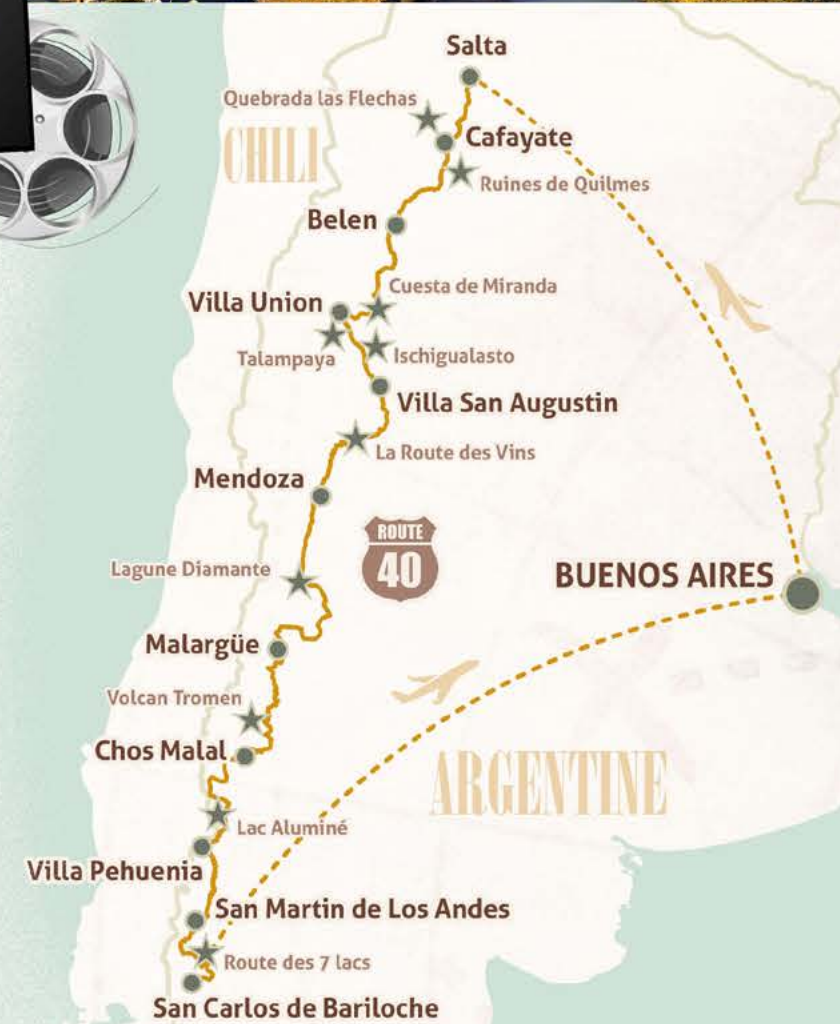 Salta
Quebrada las Flechas
CHILI
Cafayate
Ruines de Quilmes
Belen
Cuesta de Miranda
Villa Union
Talampaya
Ischigualasto
Villa San Augustin
La Route des Vins
Mendoza
ROUTE
40
Lagune Diamante
BUENOS AIRES
Malargüe
Volcan Tromen
Chos Malal
ARGENTINE
Lac Aluminé
Villa Pehuenia
San Martin de Los Andes
Route des 7 lacs
San Carlos de Bariloche